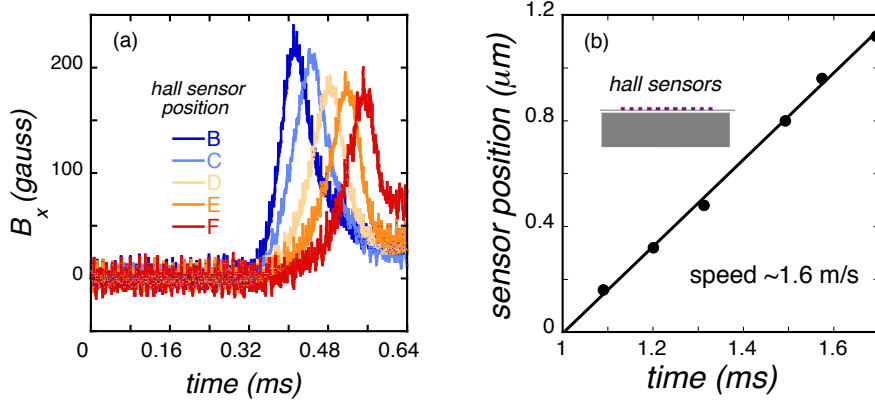 (a)
200
100
0
B_x (gauss)
hall sensor
position
B
C
D
E
F
0
0.16
0.32
0.48
0.64
time (ms)
(b)
1.2
0.8
0.4
0
sensor position (μm)
hall sensors
speed ~1.6 m/s
1
1.2
1.4
1.6
time (ms)